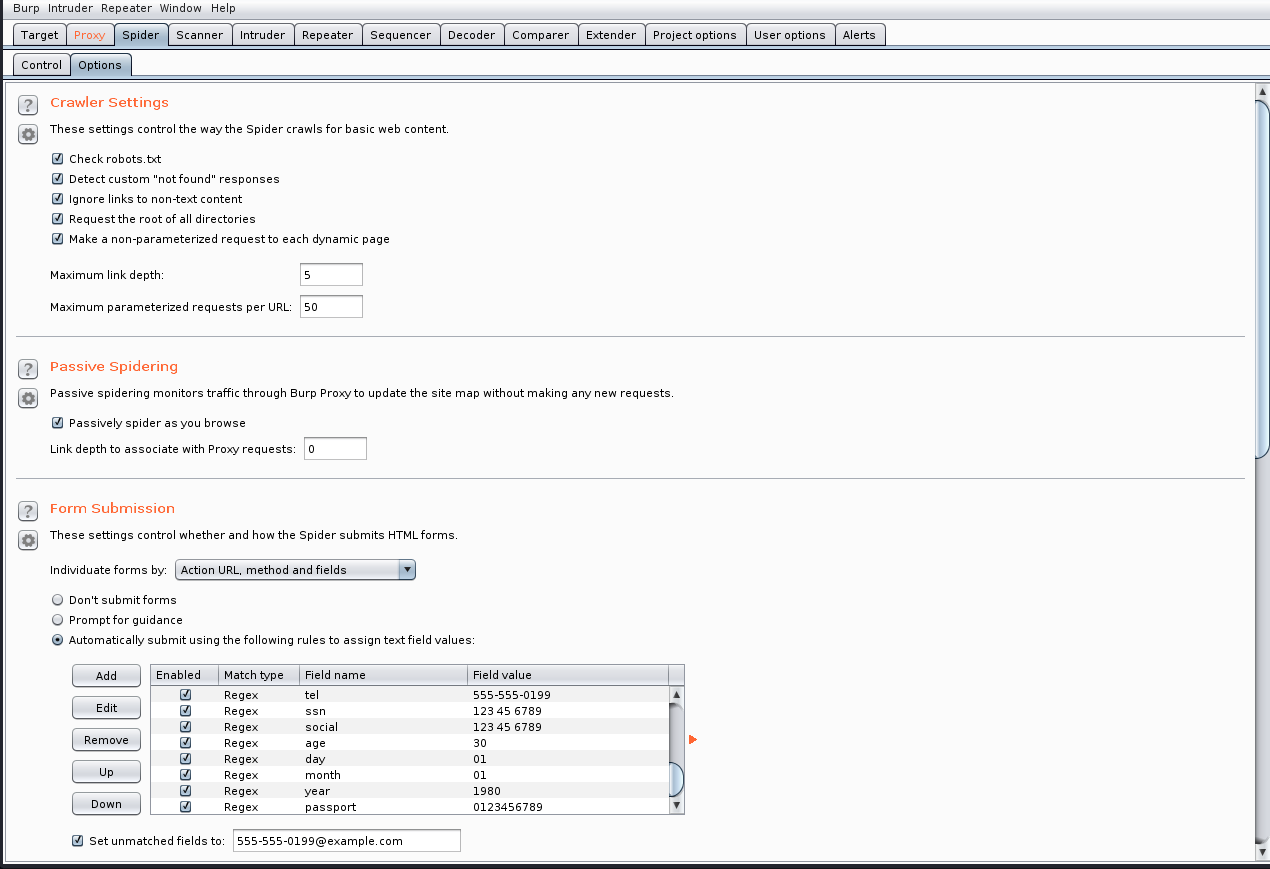 Burp Intruder Repeater Window Help
Target Proxy Spider Scanner Intruder Repeater Sequencer Decoder Comparer Extender Project options User options Alerts
Control Options
? Crawler Settings
These settings control the way the Spider crawls for basic web content.
Check robots.txt
Detect custom "not found" responses
Ignore links to non-text content
Request the root of all directories
Make a non-parameterized request to each dynamic page
Maximum link depth: 5
Maximum parameterized requests per URL: 50
? Passive Spidering
Passive spidering monitors traffic through Burp Proxy to update the site map without making any new requests.
Passively spider as you browse
Link depth to associate with Proxy requests: 0
? Form Submission
These settings control whether and how the Spider submits HTML forms.
Individuate forms by: Action URL, method and fields
Don't submit forms
Prompt for guidance
Automatically submit using the following rules to assign text field values:
Add
Edit
Remove
Up
Down
Enabled Match type Field name Field value
Regex tel 555-555-0199
Regex ssn 123 45 6789
Regex social 123 45 6789
Regex age 30
Regex day 01
Regex month 01
Regex year 1980
Regex passport 0123456789
Set unmatched fields to: 555-555-0199@example.com